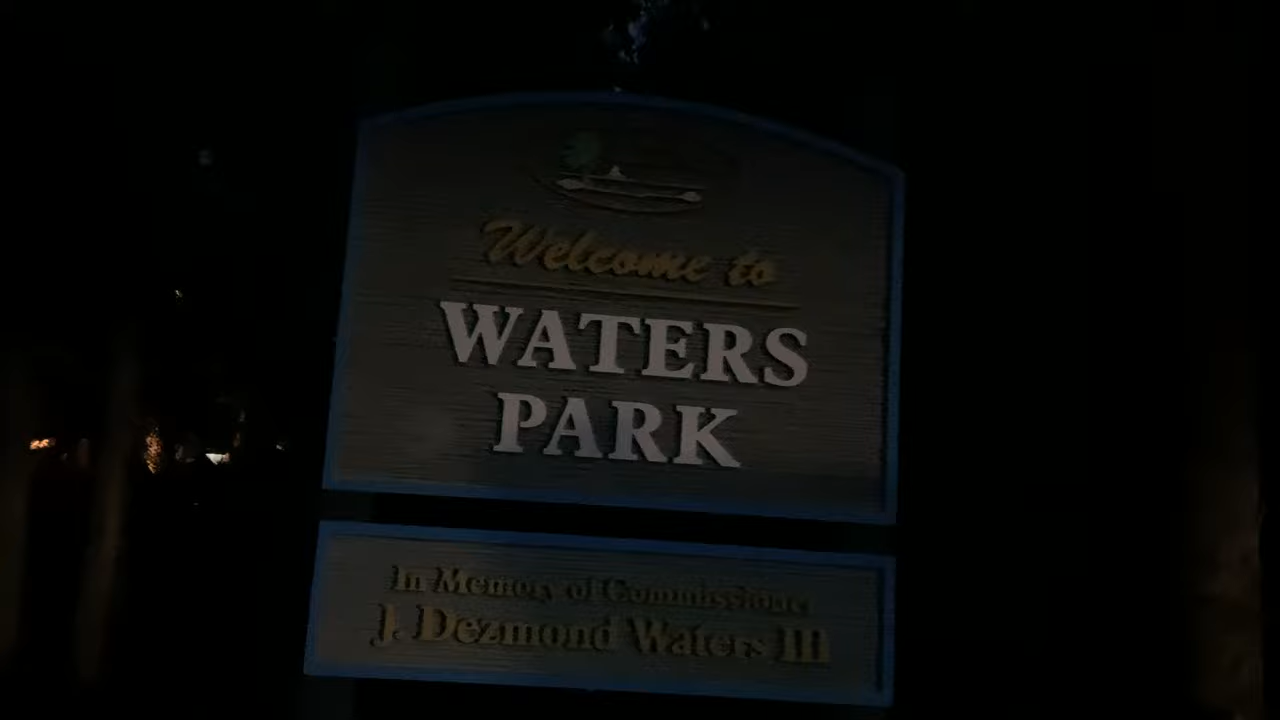 Welcome to
WATERS
PARK
In Memory of Commissioner
J. Dezmond Waters III